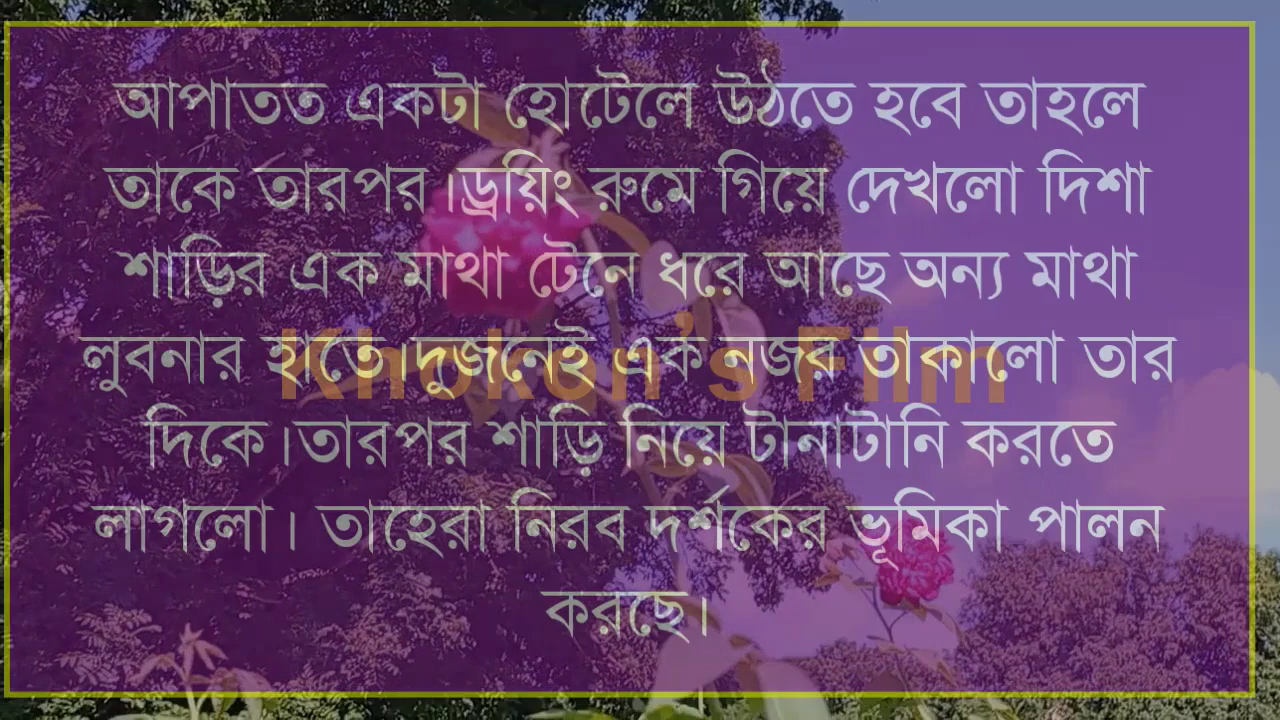 আপাতত একটা হোটেলে উঠতে হবে তাহলে
তাকে তারপর।ড্রয়িং রুমে গিয়ে দেখলো দিশা
শাড়ির এক মাথা টেনে ধরে আছে অন্য মাথা
লুবনার হাতে।দুজনেই এক নজর তাকালো তার
Khokon's FIlm
দিকে।তারপর শাড়ি নিয়ে টানাটানি করতে
লাগলো। তাহেরা নিরব দর্শকের ভূমিকা পালন
করছে।